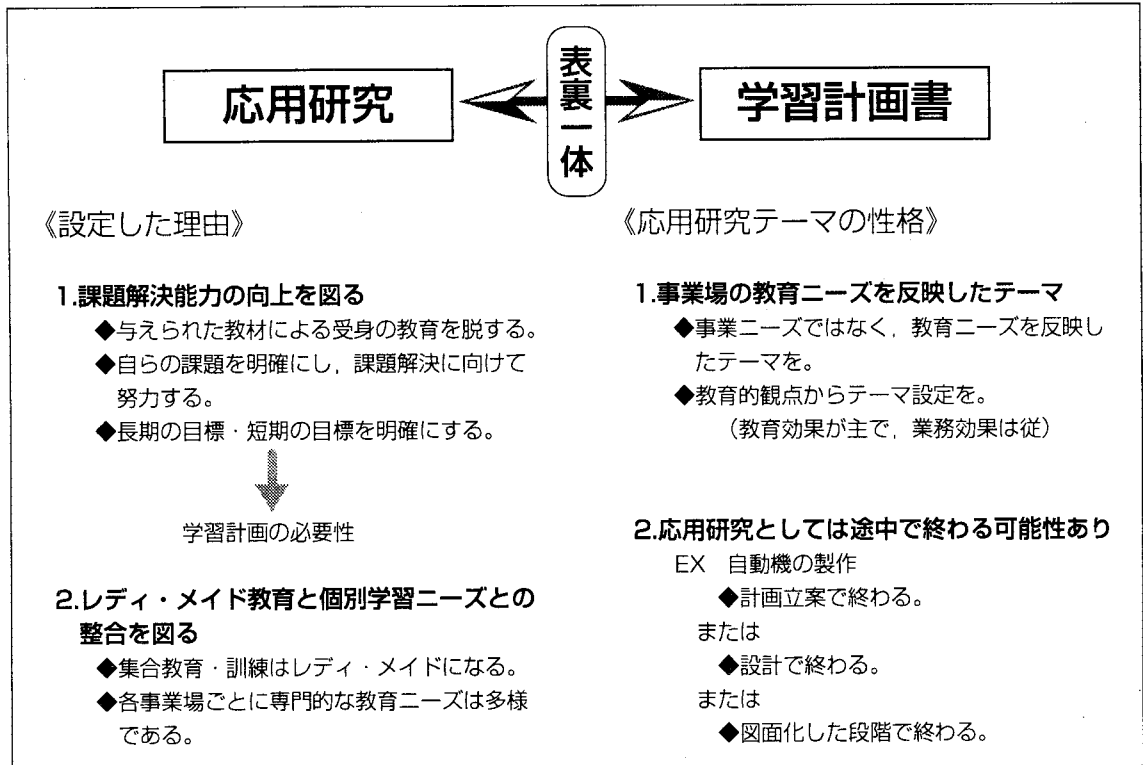 応用研究
表裏一体
学習計画書
《設定した理由》
1.課題解決能力の向上を図る
◆与えられた教材による受身の教育を脱する。
◆自らの課題を明確にし，課題解決に向けて
努力する。
◆長期の目標・短期の目標を明確にする。
学習計画の必要性
2.レディ・メイド教育と個別学習ニーズとの
整合を図る
◆集合教育・訓練はレディ・メイドになる。
◆各事業場ごとに専門的な教育ニーズは多様
である。
《応用研究テーマの性格》
1.事業場の教育ニーズを反映したテーマ
◆事業ニーズではなく，教育ニーズを反映し
たテーマを。
◆教育的観点からテーマ設定を。
（教育効果が主で，業務効果は従）
2.応用研究としては途中で終わる可能性あり
EX　自動機の製作
◆計画立案で終わる。
または
◆設計で終わる。
または
◆図面化した段階で終わる。